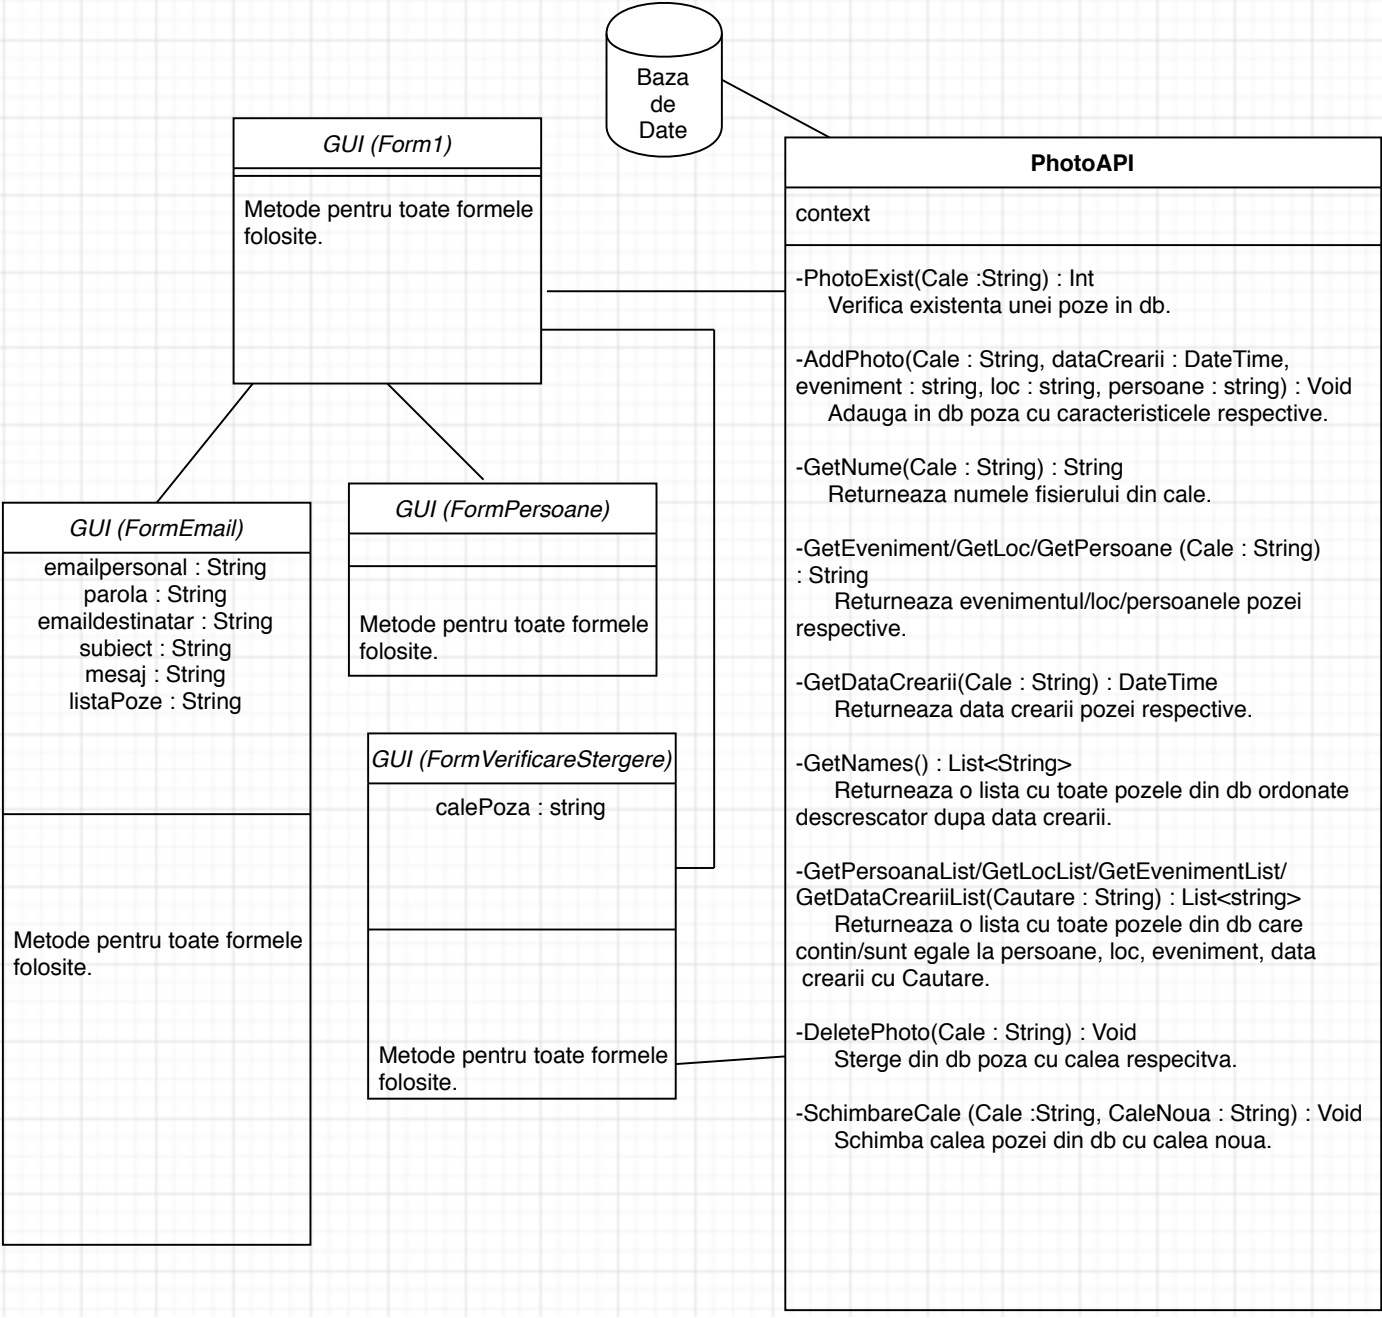 Baza
de
Date
GUI (Form1)
Metode pentru toate formele
folosite.
PhotoAPI
context
-PhotoExist(Cale :String) : Int
Verifica existenta unei poze in db.
-AddPhoto(Cale : String, dataCrearii : DateTime,
eveniment : string, loc : string, persoane : string) : Void
Adauga in db poza cu caracteristicele respective.
-GetNume(Cale : String) : String
Returneaza numele fisierului din cale.
-GetEveniment/GetLoc/GetPersoane (Cale : String)
: String
Returneaza evenimentul/loc/persoanele pozei
respective.
-GetDataCrearii(Cale : String) : DateTime
Returneaza data crearii pozei respective.
-GetNames() : List<String>
Returneaza o lista cu toate pozele din db ordonate
descrescator dupa data crearii.
-GetPersoanaList/GetLocList/GetEvenimentList/
GetDataCreariiList(Cautare : String) : List<string>
Returneaza o lista cu toate pozele din db care
contin/sunt egale la persoane, loc, eveniment, data
crearii cu Cautare.
-DeletePhoto(Cale : String) : Void
Sterge din db poza cu calea respecitva.
-SchimbareCale (Cale :String, CaleNoua : String) : Void
Schimba calea pozei din db cu calea noua.
GUI (FormEmail)
emailpersonal : String
parola : String
emaildestinatar : String
subiect : String
mesaj : String
listaPoze : String
Metode pentru toate formele
folosite.
GUI (FormPersoane)
Metode pentru toate formele
folosite.
GUI (FormVerificareStergere)
calePoza : string
Metode pentru toate formele
folosite.